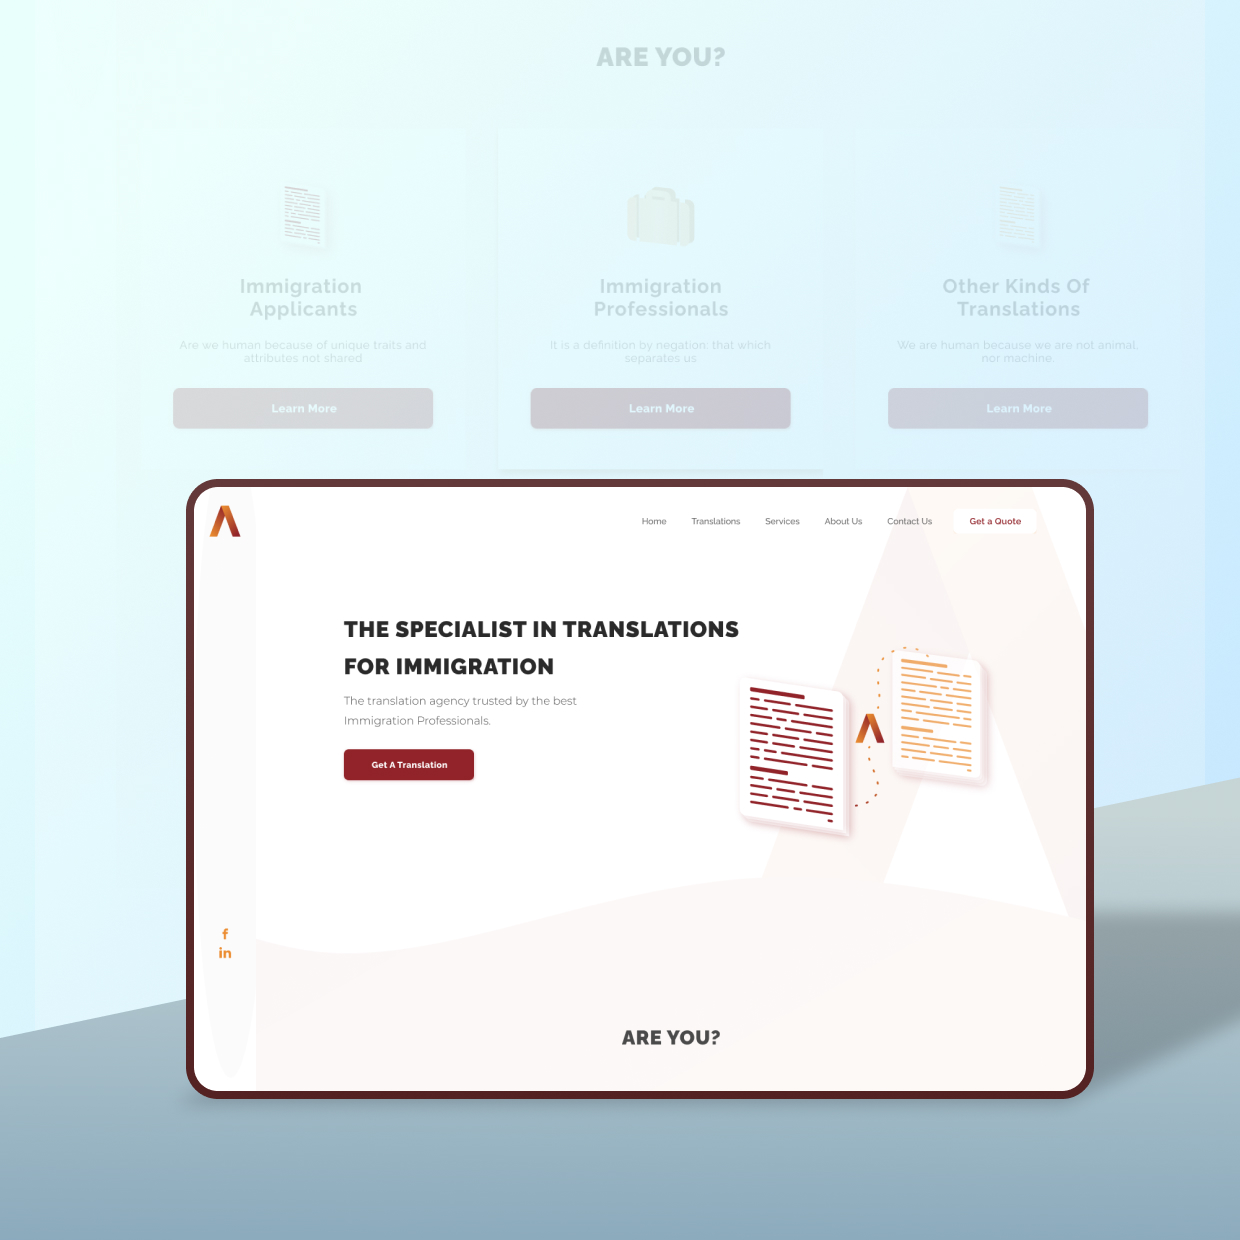 ARE YOU?
Immigration
Applicants
Are we human because of unique traits and
attributes not shared
Learn More
Immigration
Professionals
It is a definition by negation: that which
separates us
Learn More
Other Kinds Of
Translations
We are human because we are not animal,
nor machine.
Learn More
Home Translations Services About Us Contact Us Get a Quote
THE SPECIALIST IN TRANSLATIONS
FOR IMMIGRATION
The translation agency trusted by the best
Immigration Professionals.
Get A Translation
f
in
ARE YOU?